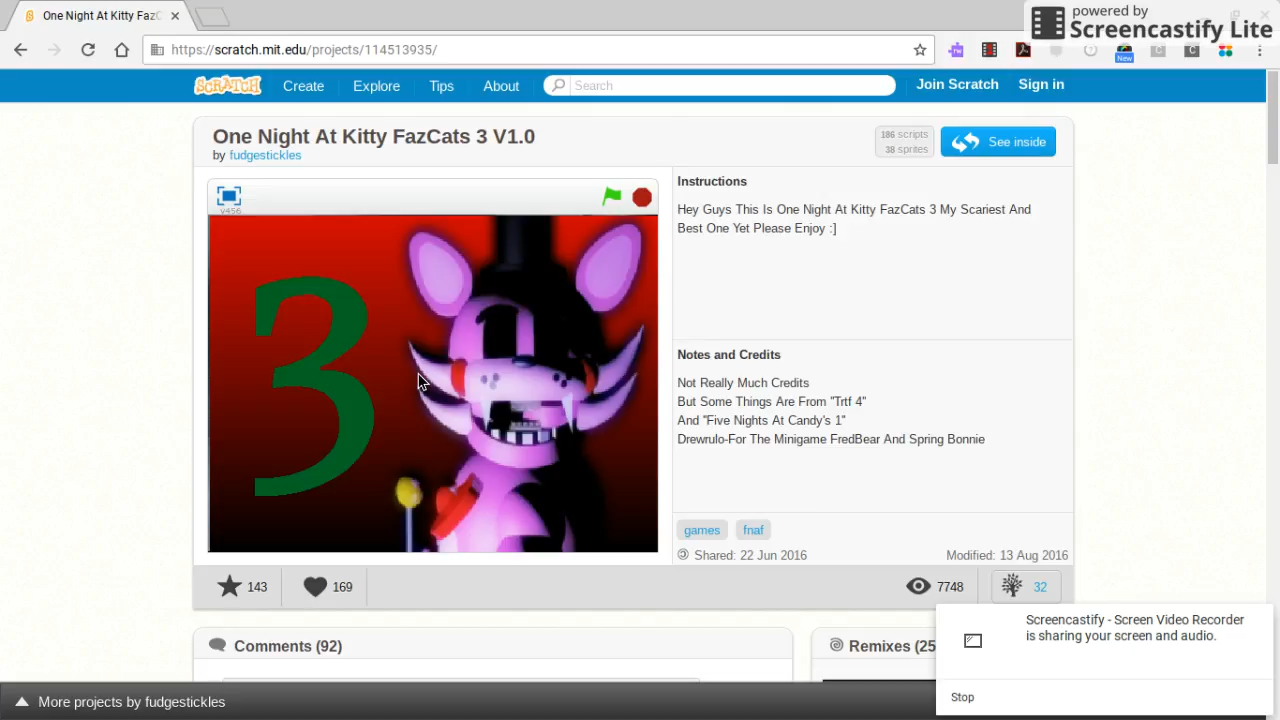 One Night At Kitty FazC
powered by
Screencastify Lite
https://scratch.mit.edu/projects/114513935/
New
SCRATCH
Create
Explore
Tips
About
Search
Join Scratch
Sign in
One Night At Kitty FazCats 3 V1.0
by fudgestickles
186 scripts
38 sprites
See inside
v456
3
Instructions
Hey Guys This Is One Night At Kitty FazCats 3 My Scariest And
Best One Yet Please Enjoy :]
Notes and Credits
Not Really Much Credits
But Some Things Are From "Trtf 4"
And "Five Nights At Candy's 1"
Drewrulo-For The Minigame FredBear And Spring Bonnie
games
fnaf
Shared: 22 Jun 2016
Modified: 13 Aug 2016
143
169
7748
32
Comments (92)
Remixes (25
Screencastify - Screen Video Recorder
is sharing your screen and audio.
Stop
More projects by fudgestickles